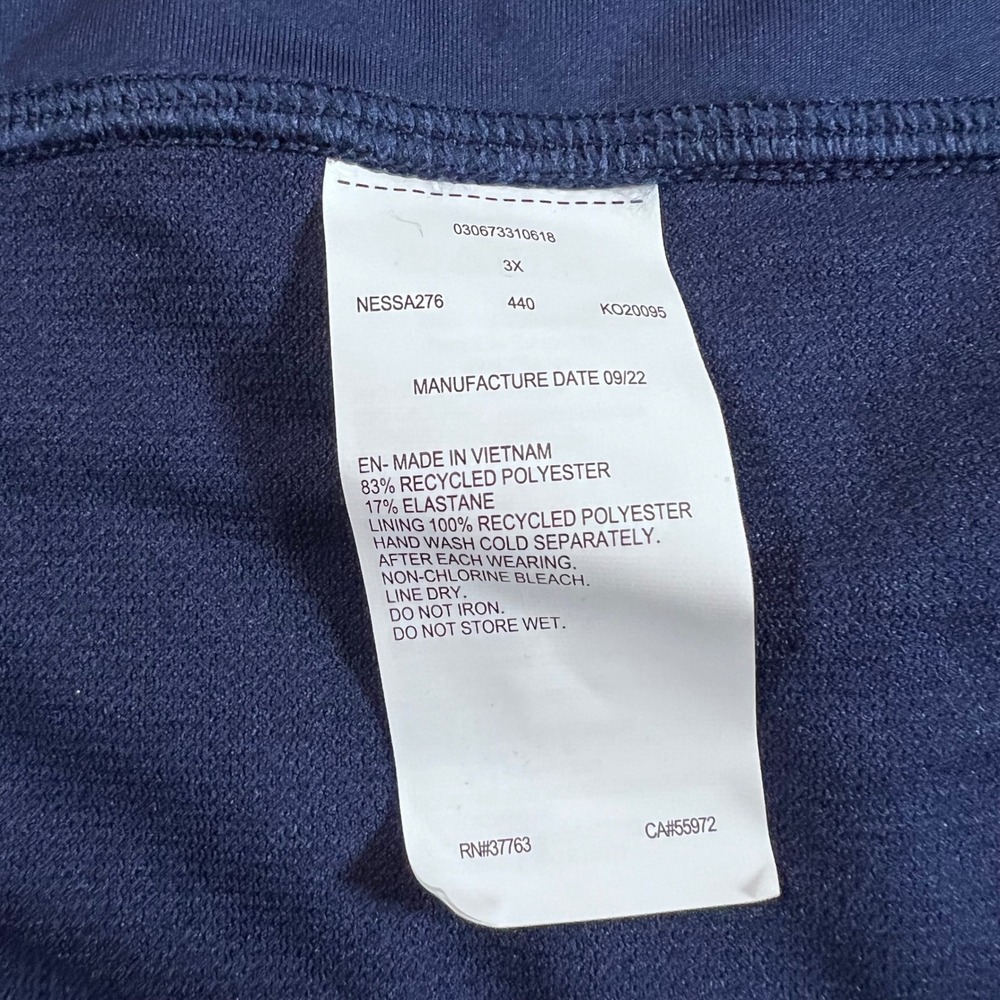 030673310618
3X
NESSA276 440 KO20095
MANUFACTURE DATE 09/22
EN- MADE IN VIETNAM
83% RECYCLED POLYESTER
17% ELASTANE
LINING 100% RECYCLED POLYESTER
HAND WASH COLD SEPARATELY.
AFTER EACH WEARING.
NON-CHLORINE BLEACH.
LINE DRY.
DO NOT IRON.
DO NOT STORE WET.
RN#37763 CA#55972